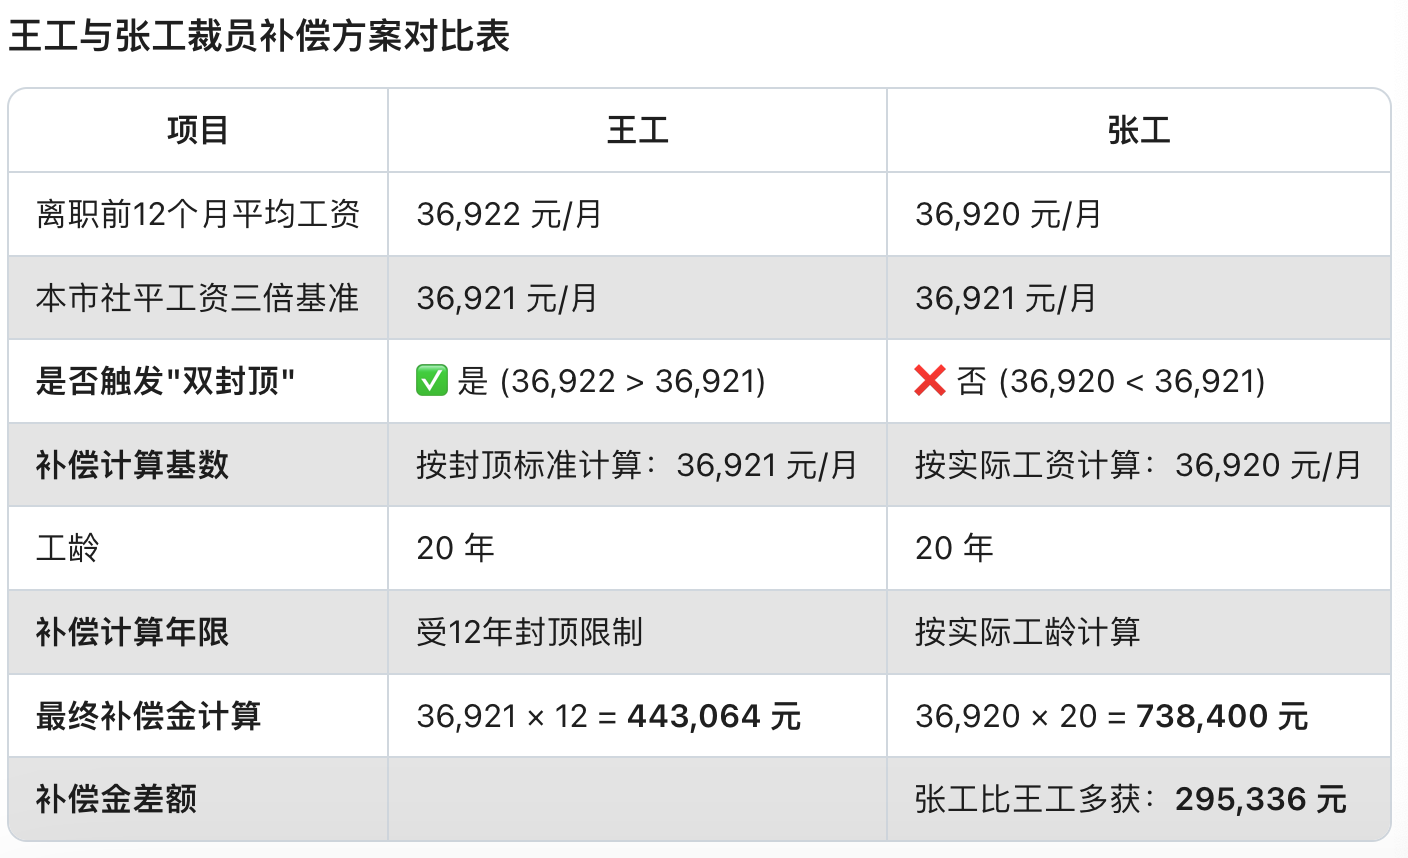 王工与张工裁员补偿方案对比表
项目 王工 张工
离职前12个月平均工资 36,922 元/月 36,920 元/月
本市社平工资三倍基准 36,921 元/月 36,921 元/月
是否触发"双封顶" ✅ 是 (36,922 > 36,921) ❌ 否 (36,920 < 36,921)
补偿计算基数 按封顶标准计算：36,921 元/月 按实际工资计算：36,920 元/月
工龄 20 年 20 年
补偿计算年限 受12年封顶限制 按实际工龄计算
最终补偿金计算 36,921 × 12 = 443,064 元 36,920 × 20 = 738,400 元
补偿金差额 张工比王工多获：295,336 元